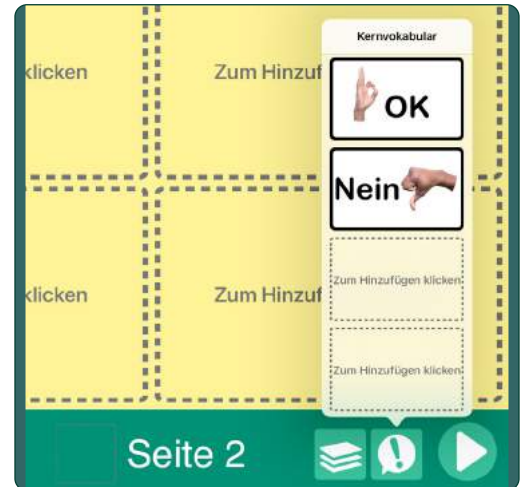 Kernvokabular
klicken
Zum Hinzuf
OK
Nein
Zum Hinzufügen klicken
klicken
Zum Hinzuf
Zum Hinzufügen klicken
Seite 2